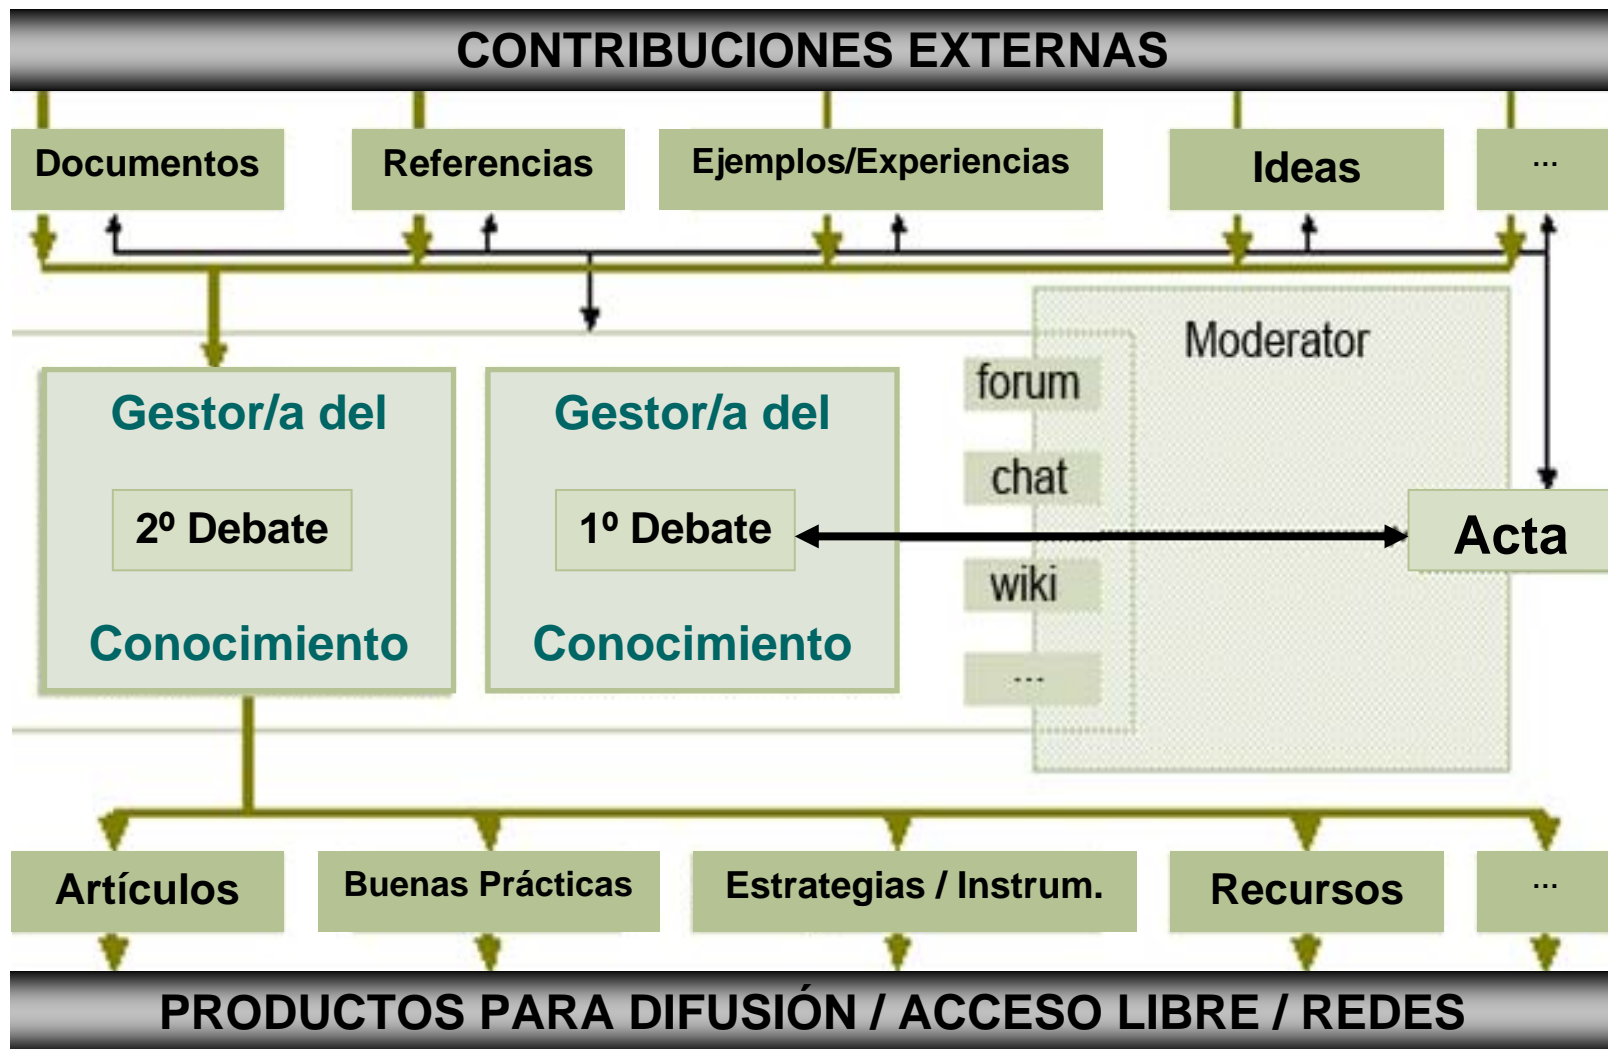 CONTRIBUCIONES EXTERNAS
Documentos
Referencias
Ejemplos/Experiencias
Ideas
...
Moderator
Gestor/a del
2º Debate
Conocimiento
Gestor/a del
1º Debate
Conocimiento
forum
chat
wiki
...
Acta
Artículos
Buenas Prácticas
Estrategias / Instrum.
Recursos
...
PRODUCTOS PARA DIFUSIÓN / ACCESO LIBRE / REDES